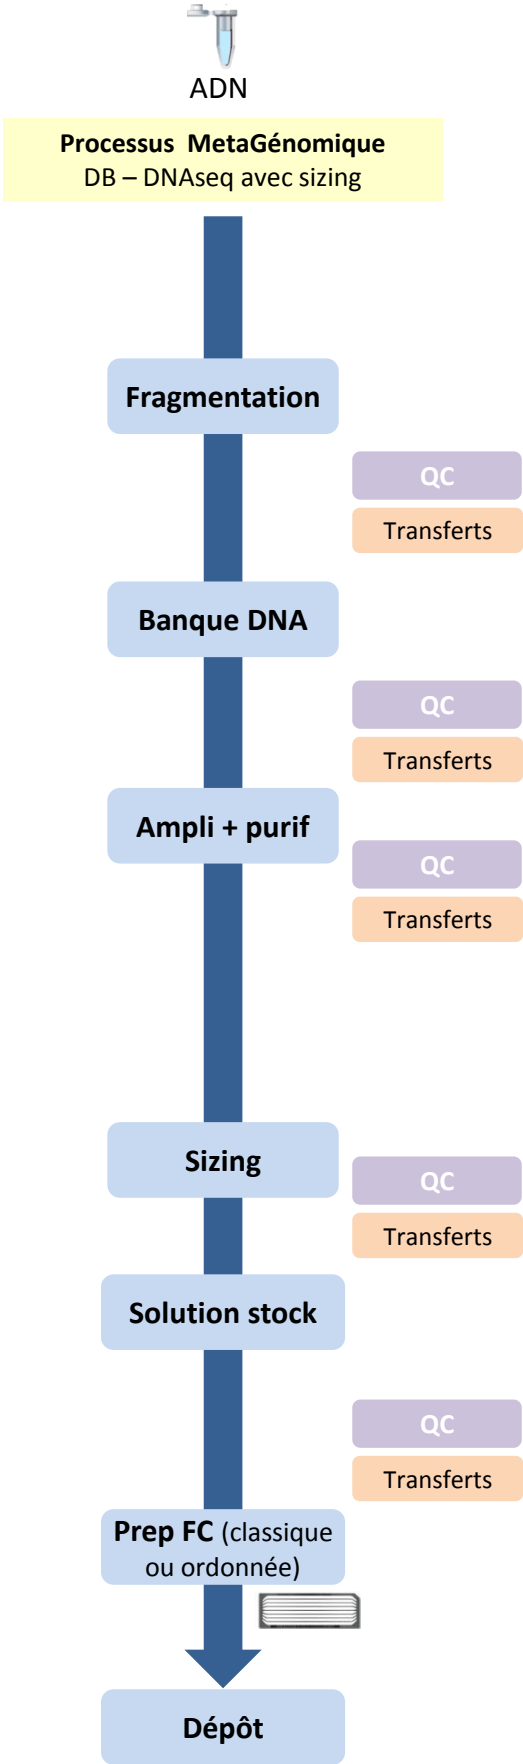 ADN
Processus MetaGénomique
DB – DNAseq avec sizing
Fragmentation
QC
Transferts
Banque DNA
QC
Transferts
Ampli + purif
QC
Transferts
Sizing
QC
Transferts
Solution stock
QC
Transferts
Prep FC (classique
ou ordonnée)
Dépôt